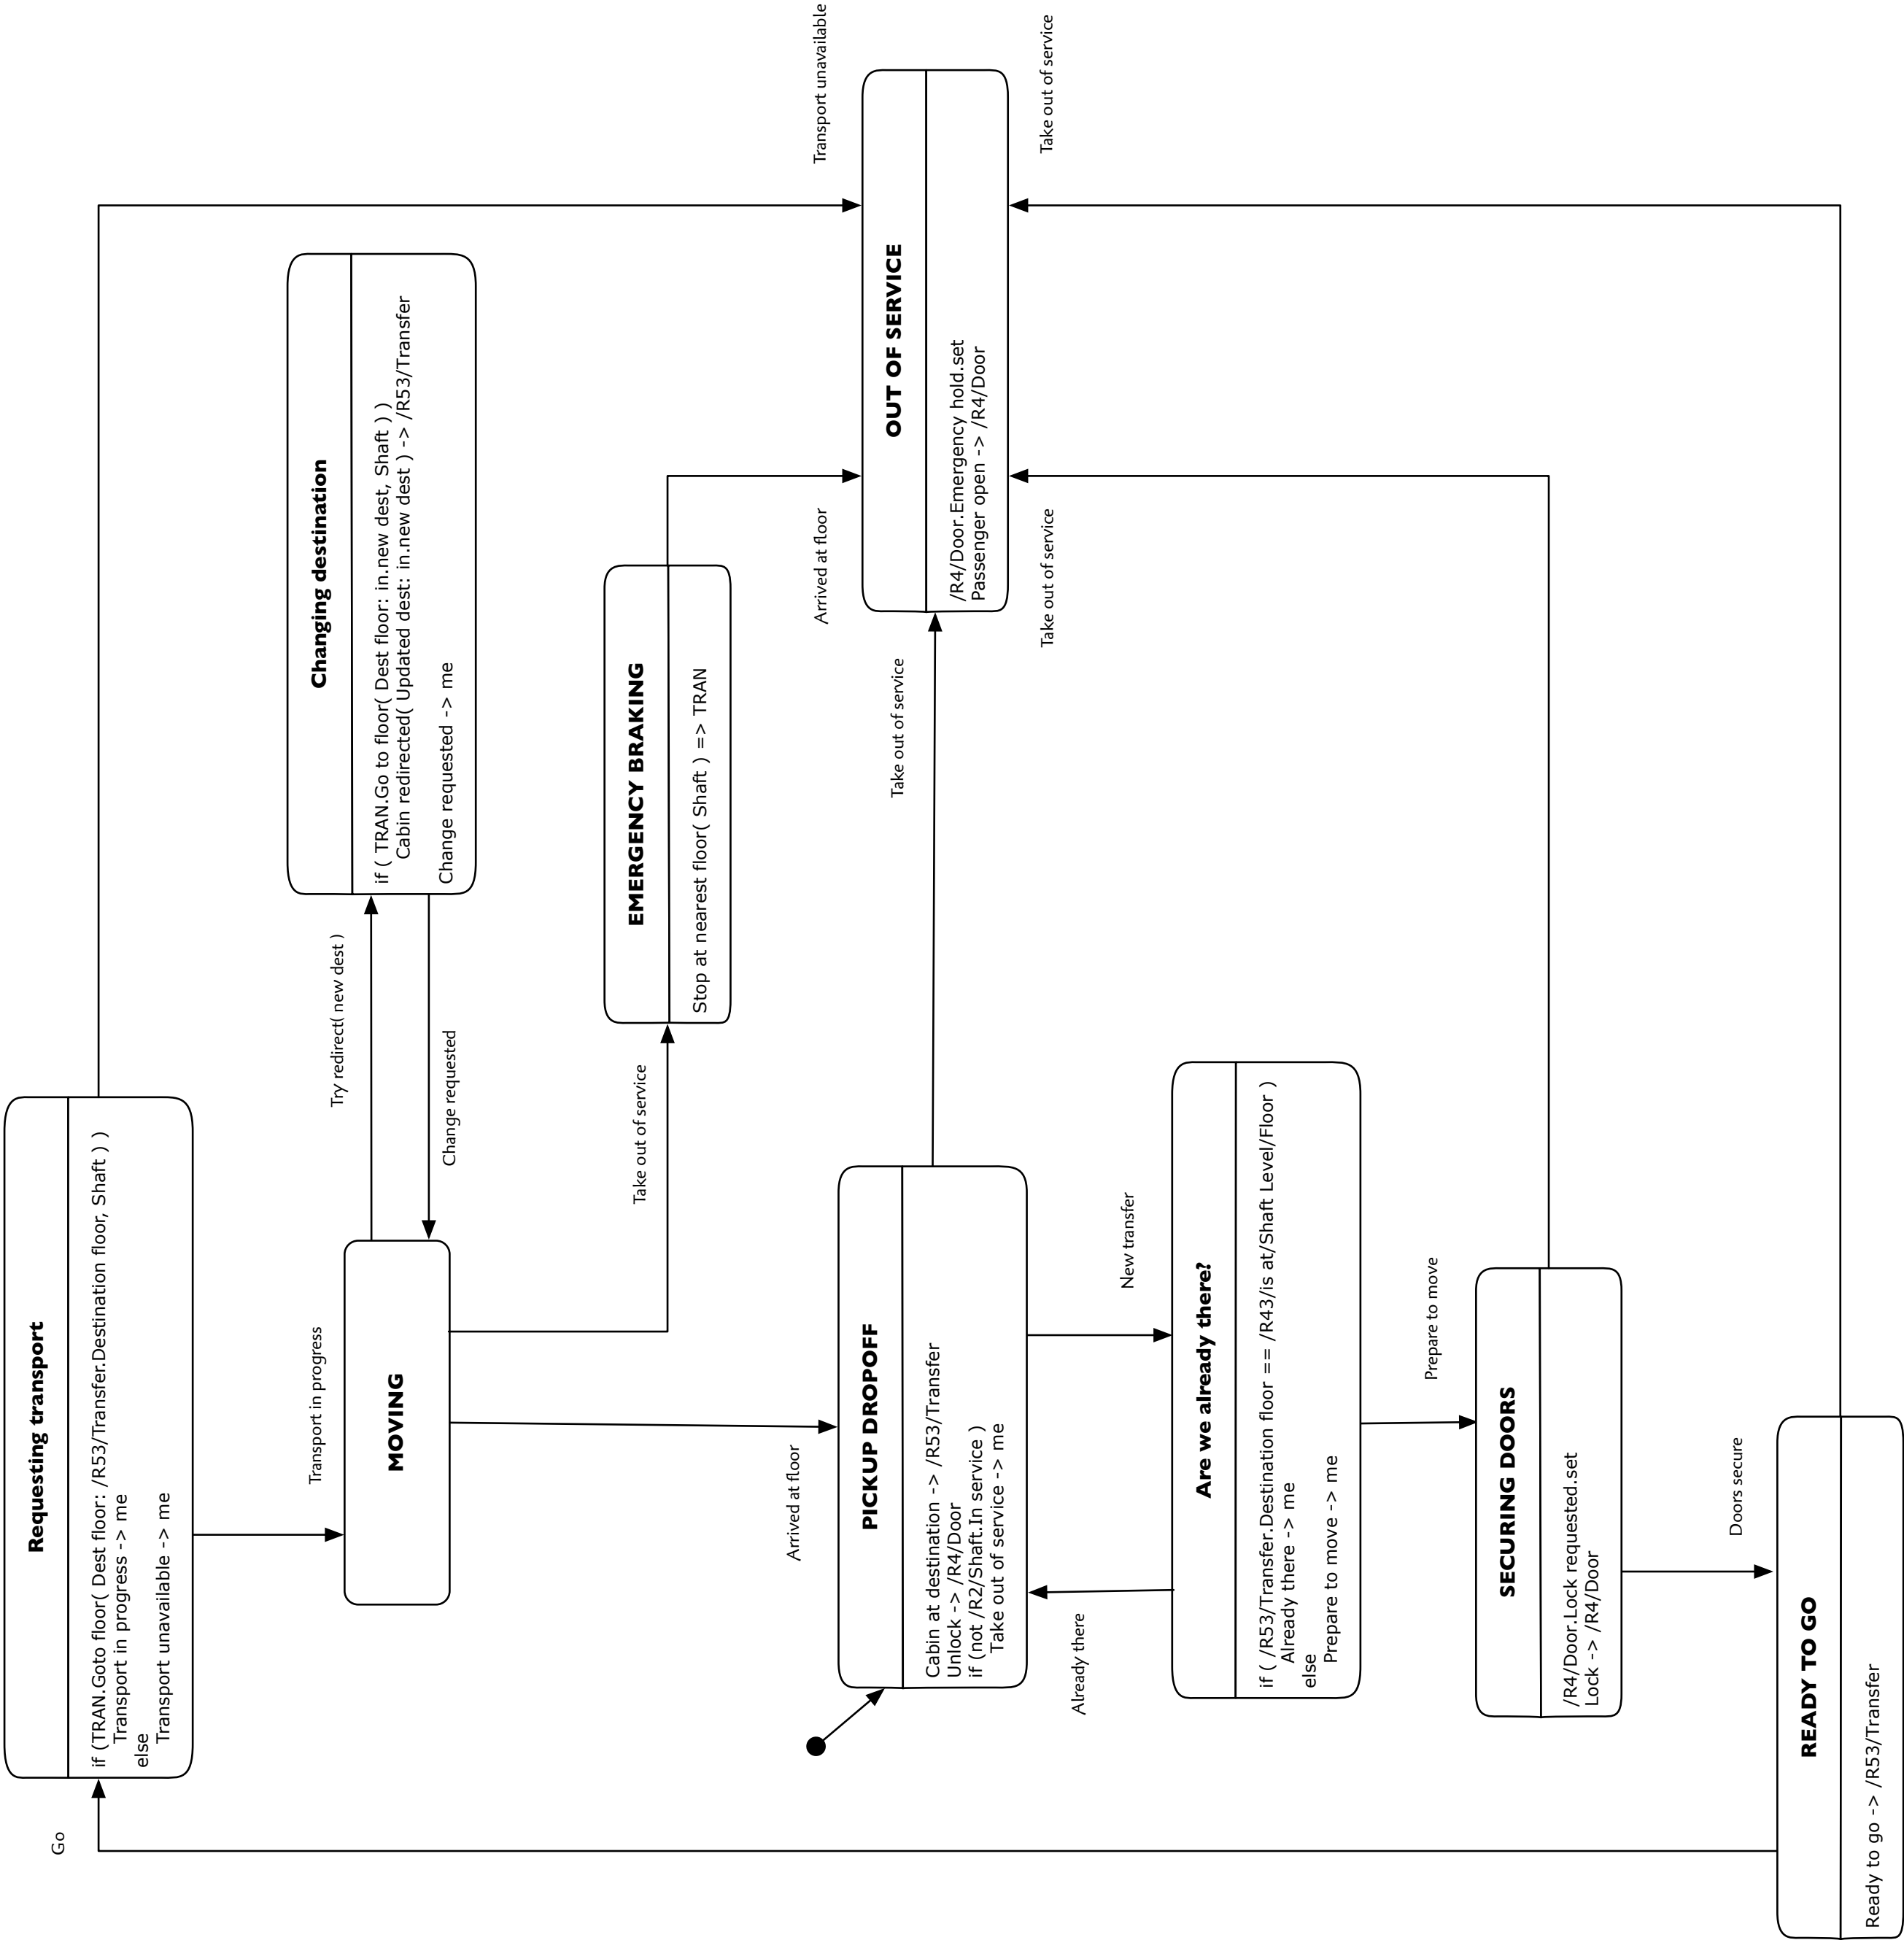 Go
Requesting transport
if (TRAN.Goto floor( Dest floor: /R53/Transfer.Destination floor, Shaft ) )
Transport in progress -> me
else
Transport unavailable -> me
Transport unavailable
Transport in progress
MOVING
Try redirect( new dest )
Change requested
Changing destination
if ( TRAN.Go to floor( Dest floor: in.new dest, Shaft ) )
Cabin redirected( Updated dest: in.new dest ) -> /R53/Transfer
Change requested -> me
Take out of service
EMERGENCY BRAKING
Stop at nearest floor( Shaft ) => TRAN
Arrived at floor
Arrived at floor
PICKUP DROPOFF
Cabin at destination -> /R53/Transfer
Unlock -> /R4/Door
if (not /R2/Shaft.In service )
Take out of service -> me
Take out of service
OUT OF SERVICE
/R4/Door.Emergency hold.set
Passenger open -> /R4/Door
Take out of service
Take out of service
Already there
New transfer
Are we already there?
if ( /R53/Transfer.Destination floor == /R43/is at/Shaft Level/Floor )
Already there -> me
else
Prepare to move -> me
Prepare to move
SECURING DOORS
/R4/Door.Lock requested.set
Lock -> /R4/Door
Doors secure
READY TO GO
Ready to go -> /R53/Transfer